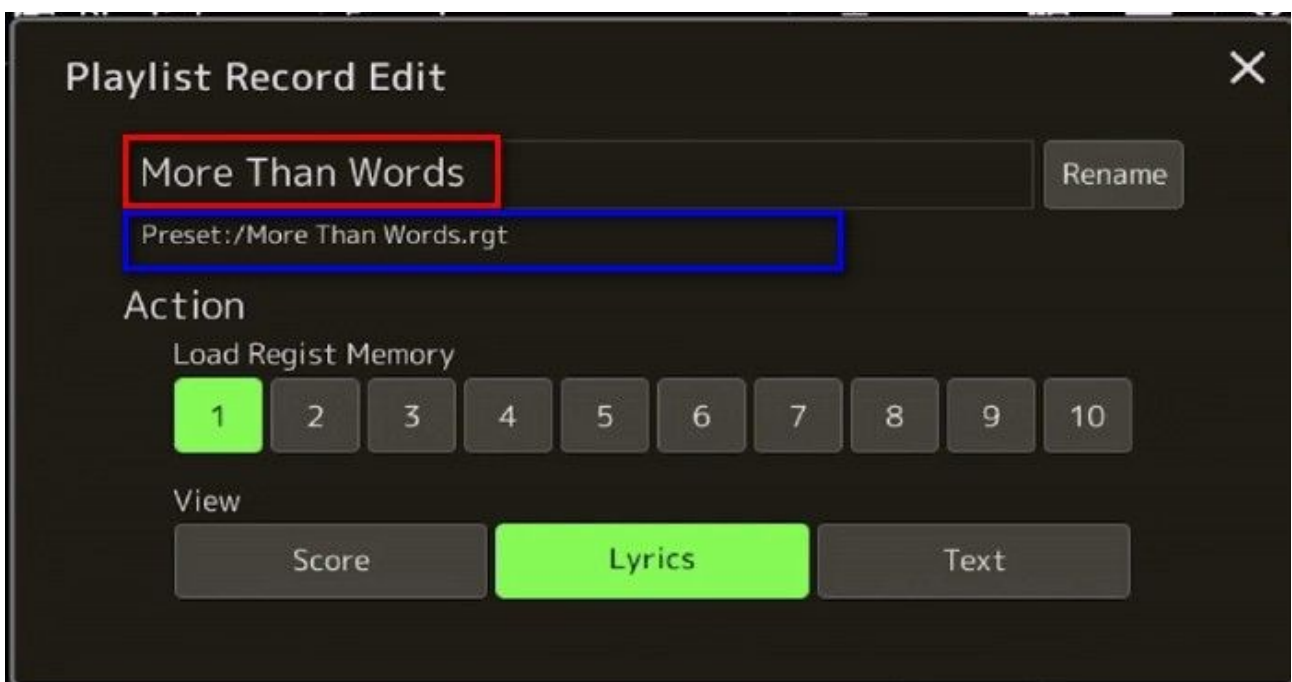 Playlist Record Edit
More Than Words
Rename
Preset:/More Than Words.rgt
Action
Load Regist Memory
1 2 3 4 5 6 7 8 9 10
View
Score Lyrics Text